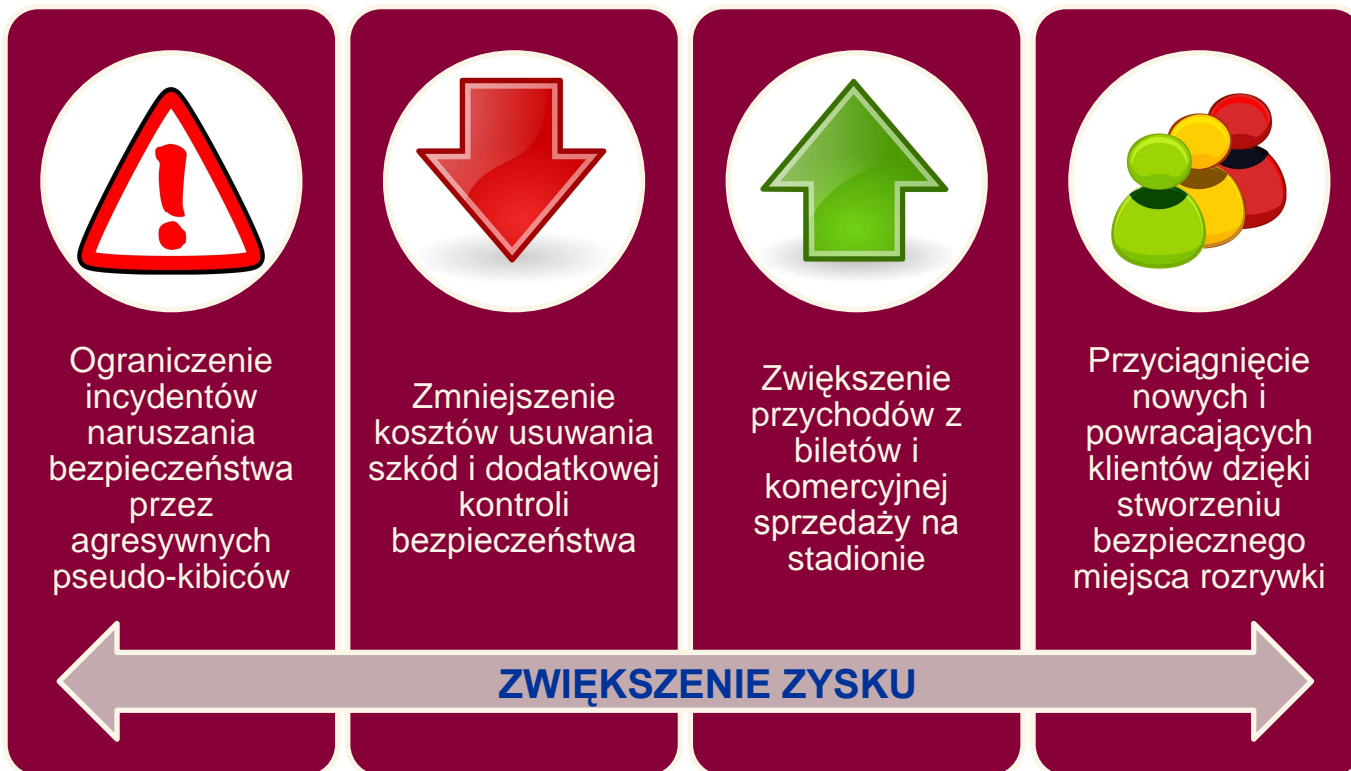 Ograniczenie
incydentów
naruszania
bezpieczeństwa
przez
agresywnych
pseudo-kibiców
Zmniejszenie
kosztów usuwania
szkód i dodatkowej
kontroli
bezpieczeństwa
Zwiększenie
przychodów z
biletów i
komercyjnej
sprzedaży na
stadionie
Przyciągnięcie
nowych i
powracających
klientów dzięki
stworzeniu
bezpiecznego
miejsca rozrywki
ZWIĘKSZENIE ZYSKU